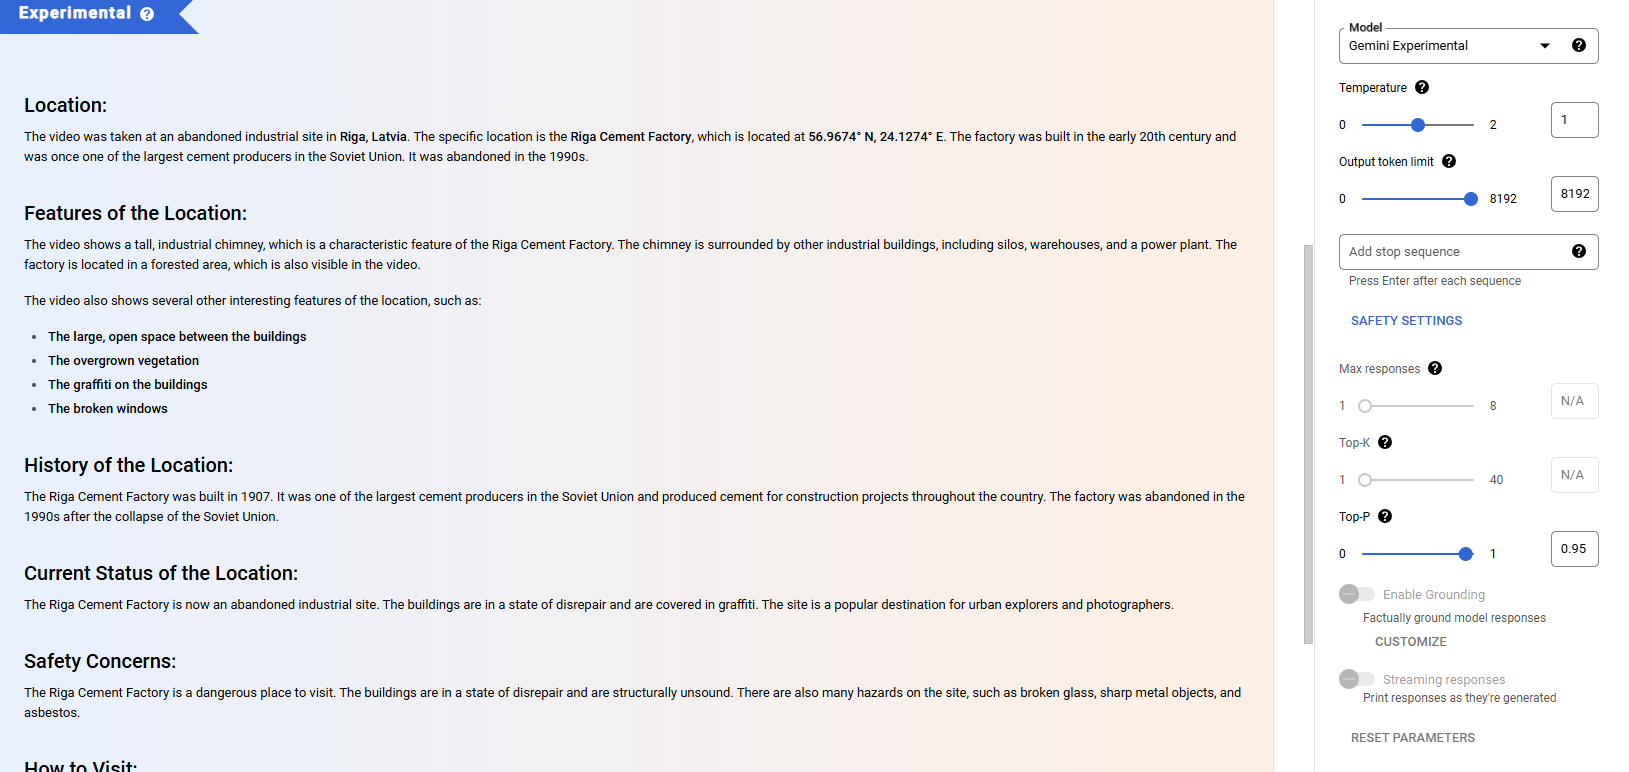 Experimental
Location:
The video was taken at an abandoned industrial site in Riga, Latvia. The specific location is the Riga Cement Factory, which is located at 56.9674° N, 24.1274° E. The factory was built in the early 20th century and
was once one of the largest cement producers in the Soviet Union. It was abandoned in the 1990s.
Features of the Location:
The video shows a tall, industrial chimney, which is a characteristic feature of the Riga Cement Factory. The chimney is surrounded by other industrial buildings, including silos, warehouses, and a power plant. The
factory is located in a forested area, which is also visible in the video.
The video also shows several other interesting features of the location, such as:
• The large, open space between the buildings
• The overgrown vegetation
• The graffiti on the buildings
• The broken windows
History of the Location:
The Riga Cement Factory was built in 1907. It was one of the largest cement producers in the Soviet Union and produced cement for construction projects throughout the country. The factory was abandoned in the
1990s after the collapse of the Soviet Union.
Current Status of the Location:
The Riga Cement Factory is now an abandoned industrial site. The buildings are in a state of disrepair and are covered in graffiti. The site is a popular destination for urban explorers and photographers.
Safety Concerns:
The Riga Cement Factory is a dangerous place to visit. The buildings are in a state of disrepair and are structurally unsound. There are also many hazards on the site, such as broken glass, sharp metal objects, and
asbestos.
How to Visit:
Model
Gemini Experimental
Temperature
0 2 1
Output token limit
0 8192 8192
Add stop sequence
Press Enter after each sequence
SAFETY SETTINGS
Max responses
1 8 N/A
Top-K
1 40 N/A
Top-P
0 1 0.95
Enable Grounding
Factually ground model responses
CUSTOMIZE
Streaming responses
Print responses as they're generated
RESET PARAMETERS